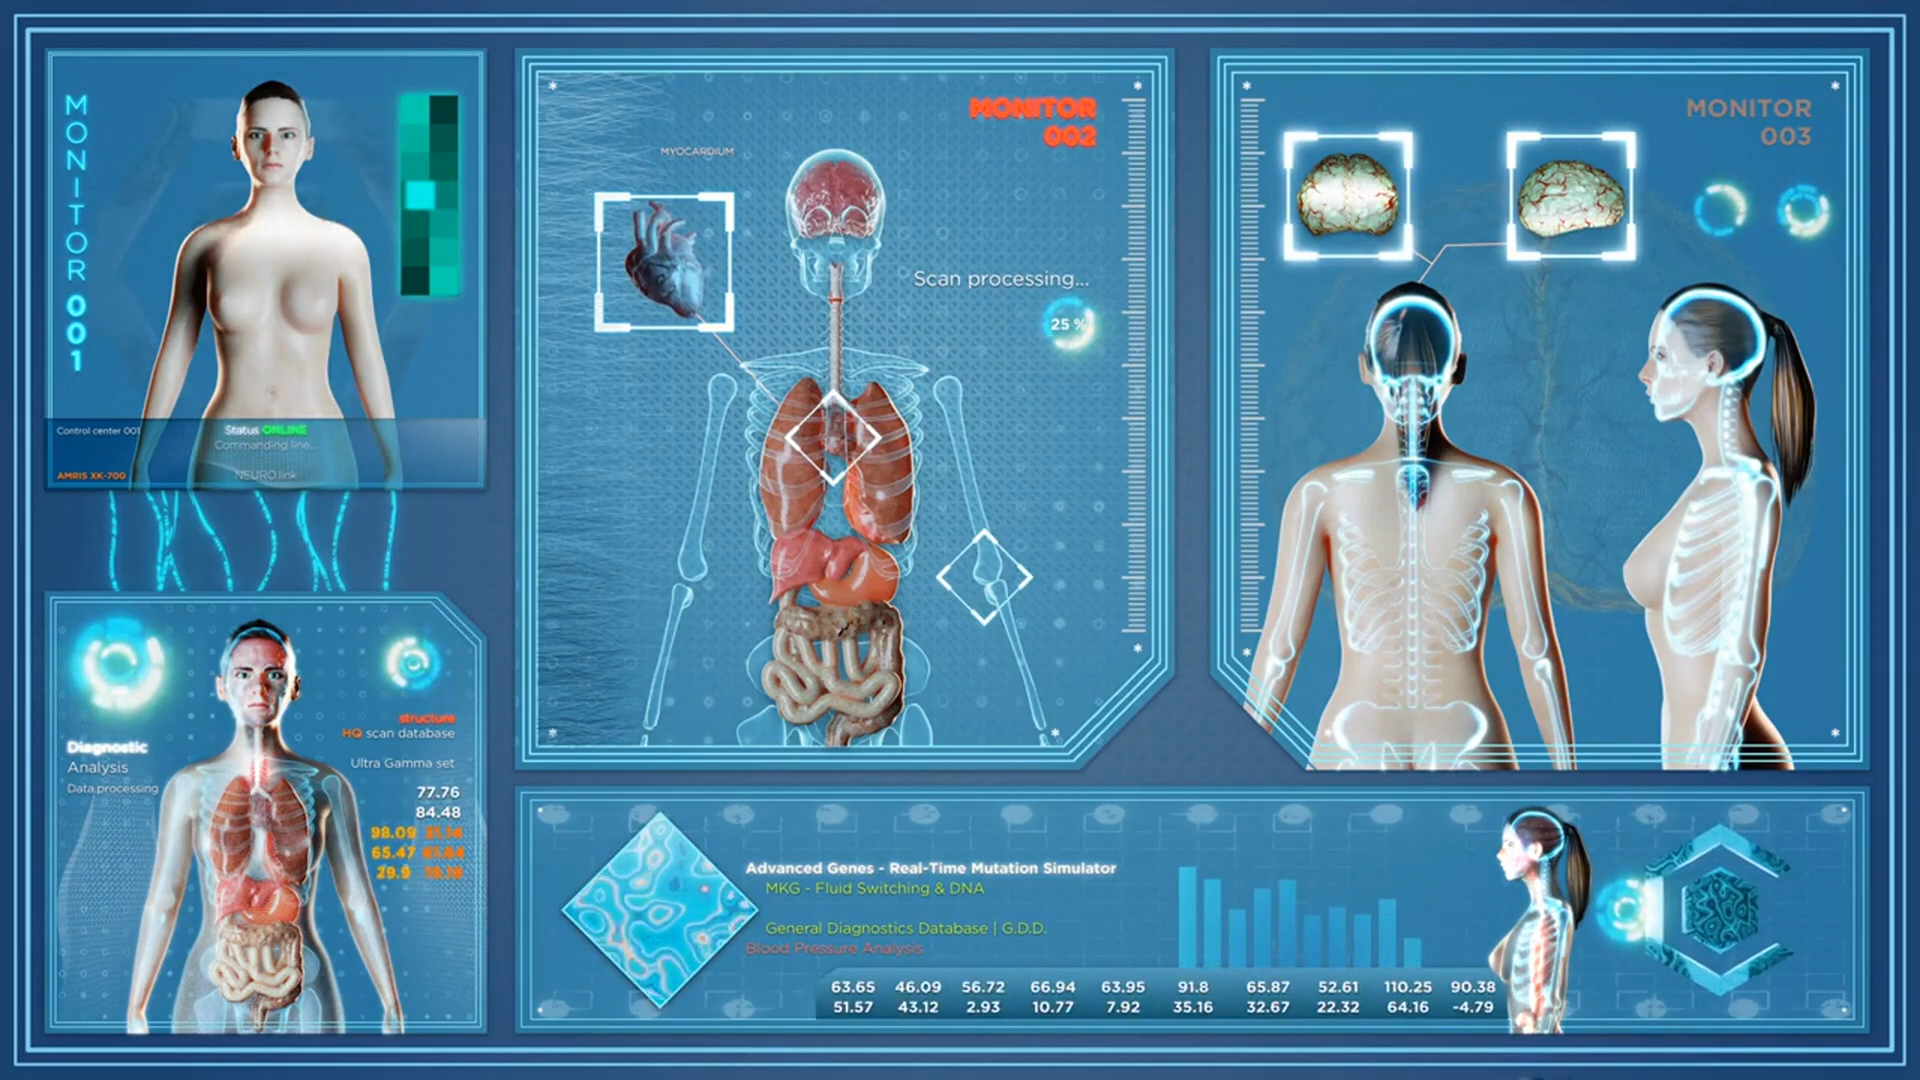 MONITOR 001
Control center 001
Status ONLINE
Commanding line...
NEURO link
AMRIS XK-700
MONITOR
002
MYOCARDIUM
Scan processing...
25 %
MONITOR
003
Diagnostic
Analysis
Data processing
structure
HQ scan database
Ultra Gamma set
77.76
84.48
98.09
65.47
29.9
Advanced Genes - Real-Time Mutation Simulator
MKG - Fluid Switching & DNA
General Diagnostics Database | G.D.D.
Blood Pressure Analysis
63.65 46.09 56.72 66.94 63.95 91.8 65.87 52.61 110.25 90.38
51.57 43.12 2.93 10.77 7.92 35.16 32.67 22.32 64.16 -4.79